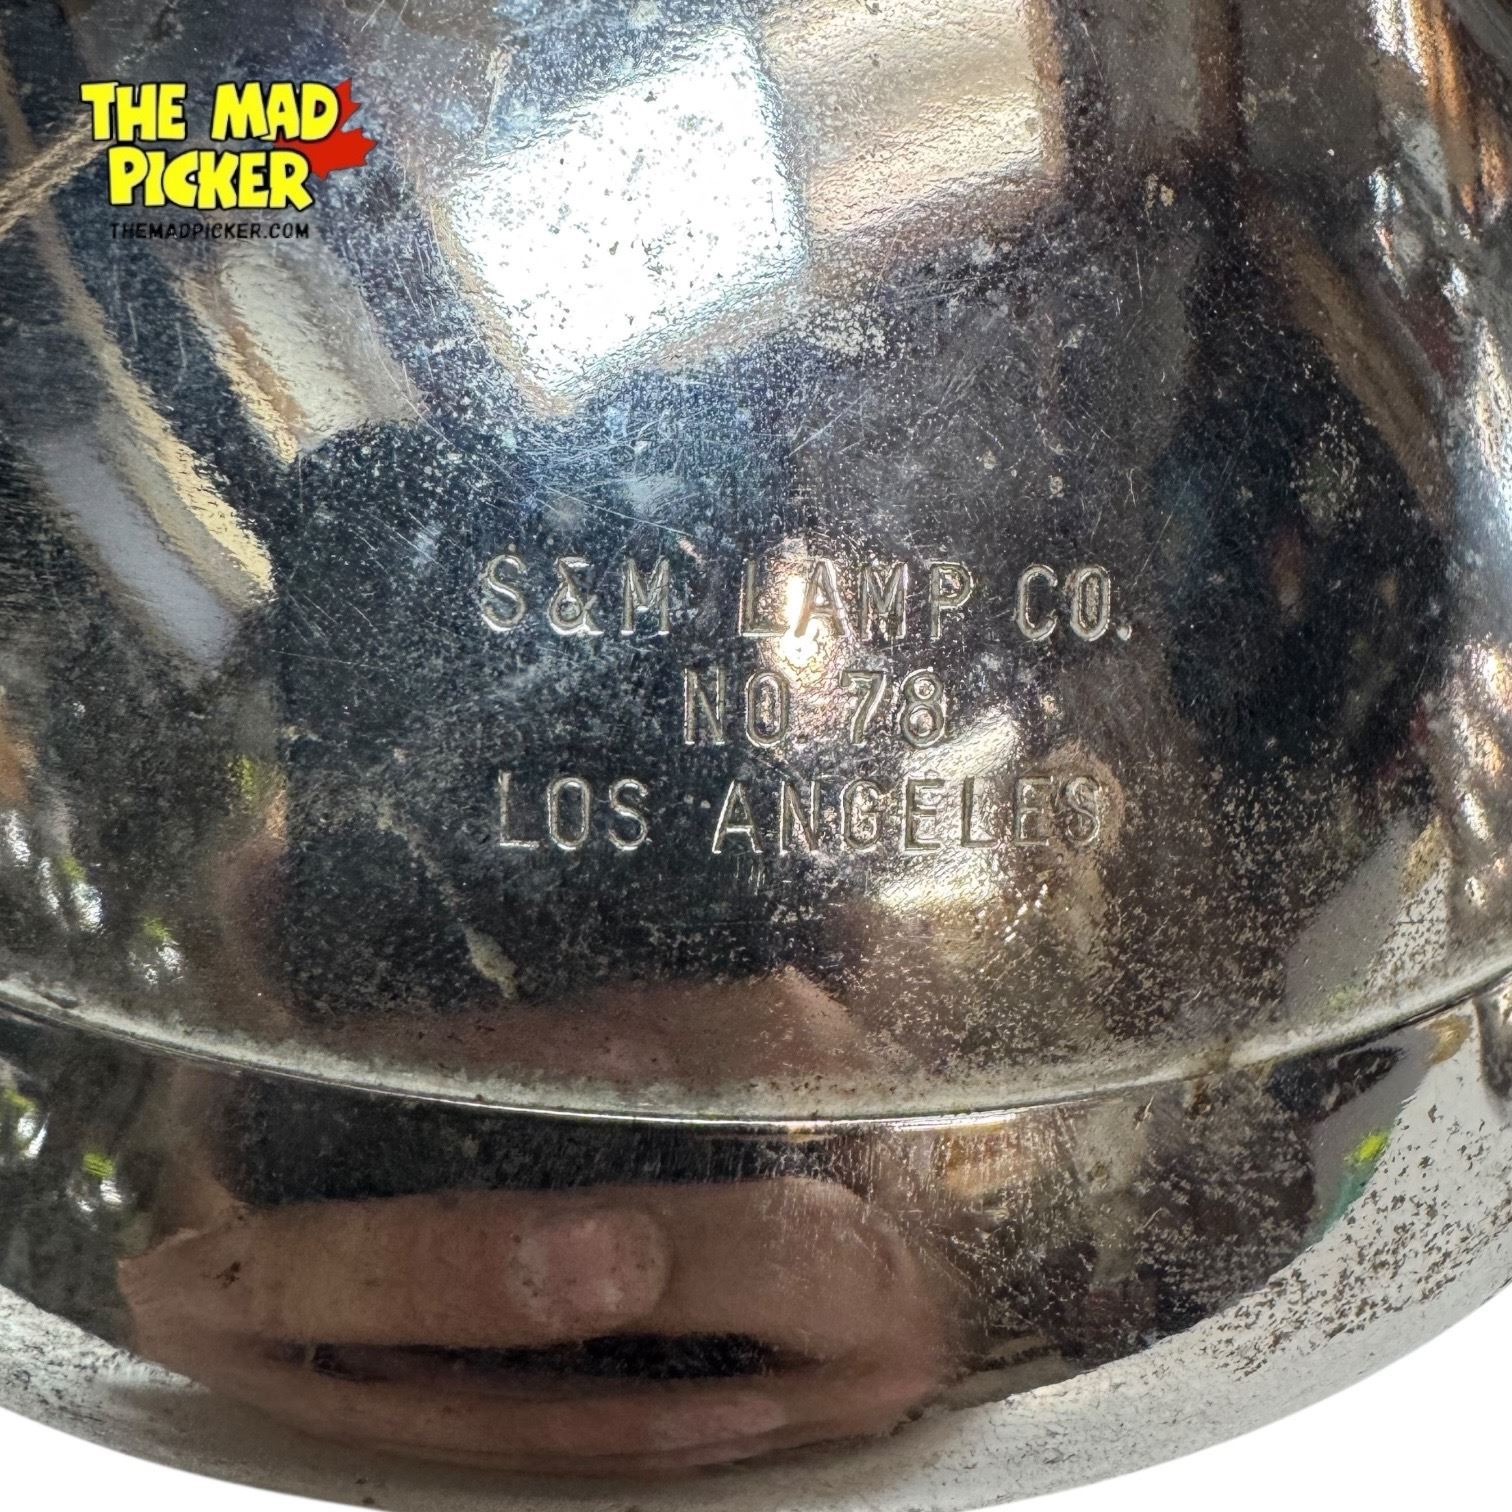 THE MAD
PICKER
THEMADPICKER.COM
S&M LAMP CO.
NO 78
LOS ANGELES